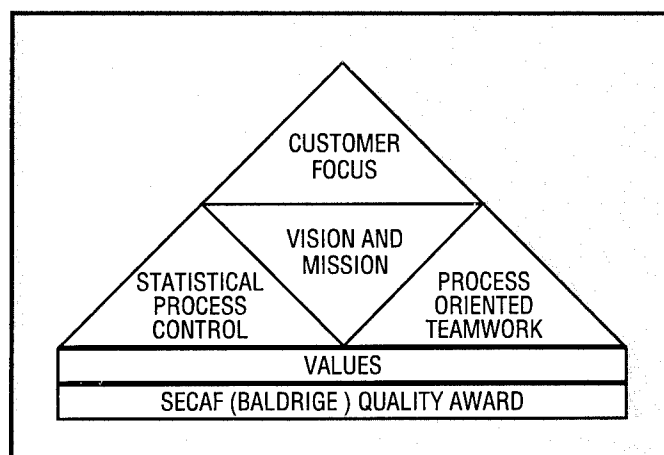 CUSTOMER
FOCUS
VISION AND
MISSION
STATISTICAL
PROCESS
CONTROL
PROCESS
ORIENTED
TEAMWORK
VALUES
SECAF (BALDRIGE ) QUALITY AWARD